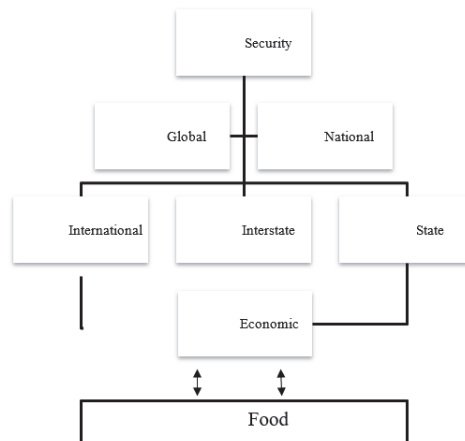 Security
Global
National
International
Interstate
State
Economic
Food